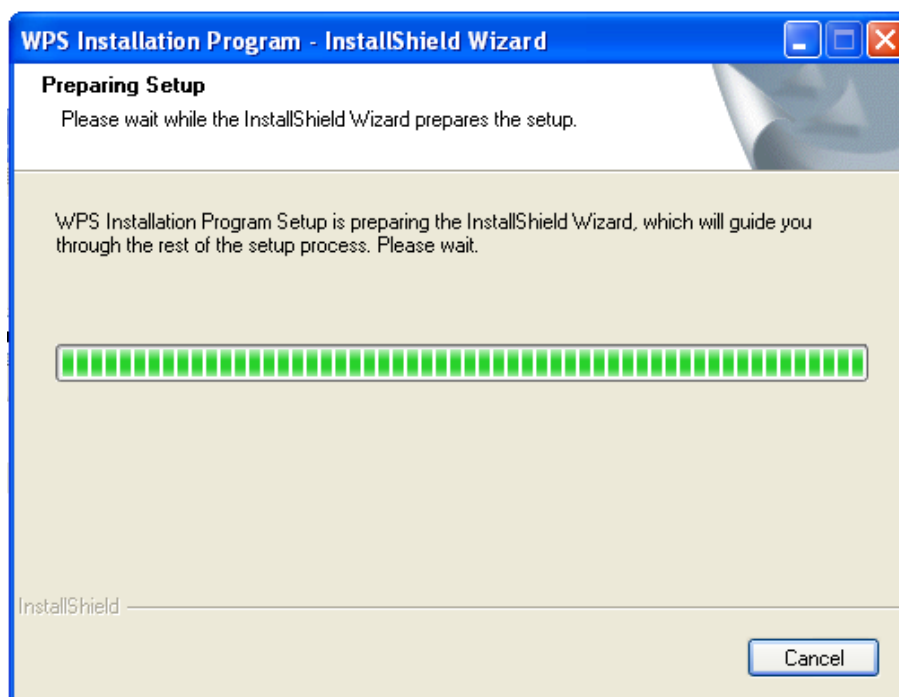 WPS Installation Program - InstallShield Wizard
Preparing Setup
Please wait while the InstallShield Wizard prepares the setup.
WPS Installation Program Setup is preparing the InstallShield Wizard, which will guide you
through the rest of the setup process. Please wait.
InstallShield
Cancel